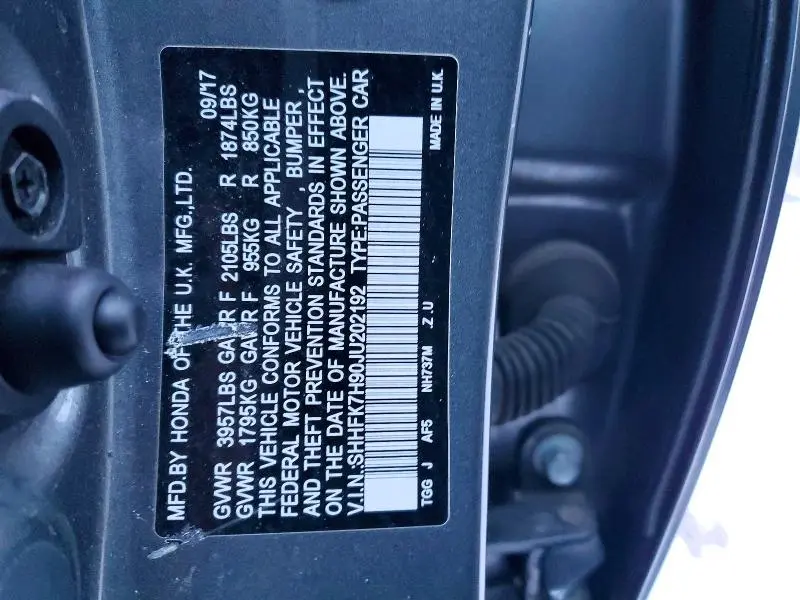 MFD.BY HONDA OF THE U.K. MFG.,LTD. 09/17
GVWR 3957LBS GAWR F 2105LBS R 1874LBS
GVWR 1795KG GAWR F 955KG R 850KG
THIS VEHICLE CONFORMS TO ALL APPLICABLE
FEDERAL MOTOR VEHICLE SAFETY , BUMPER ,
AND THEFT PREVENTION STANDARDS IN EFFECT
ON THE DATE OF MANUFACTURE SHOWN ABOVE.
V.I.N.:SHHFK7H90JU202192 TYPE:PASSENGER CAR
TGG J AF5 NH737M .Z .U MADE IN U.K.